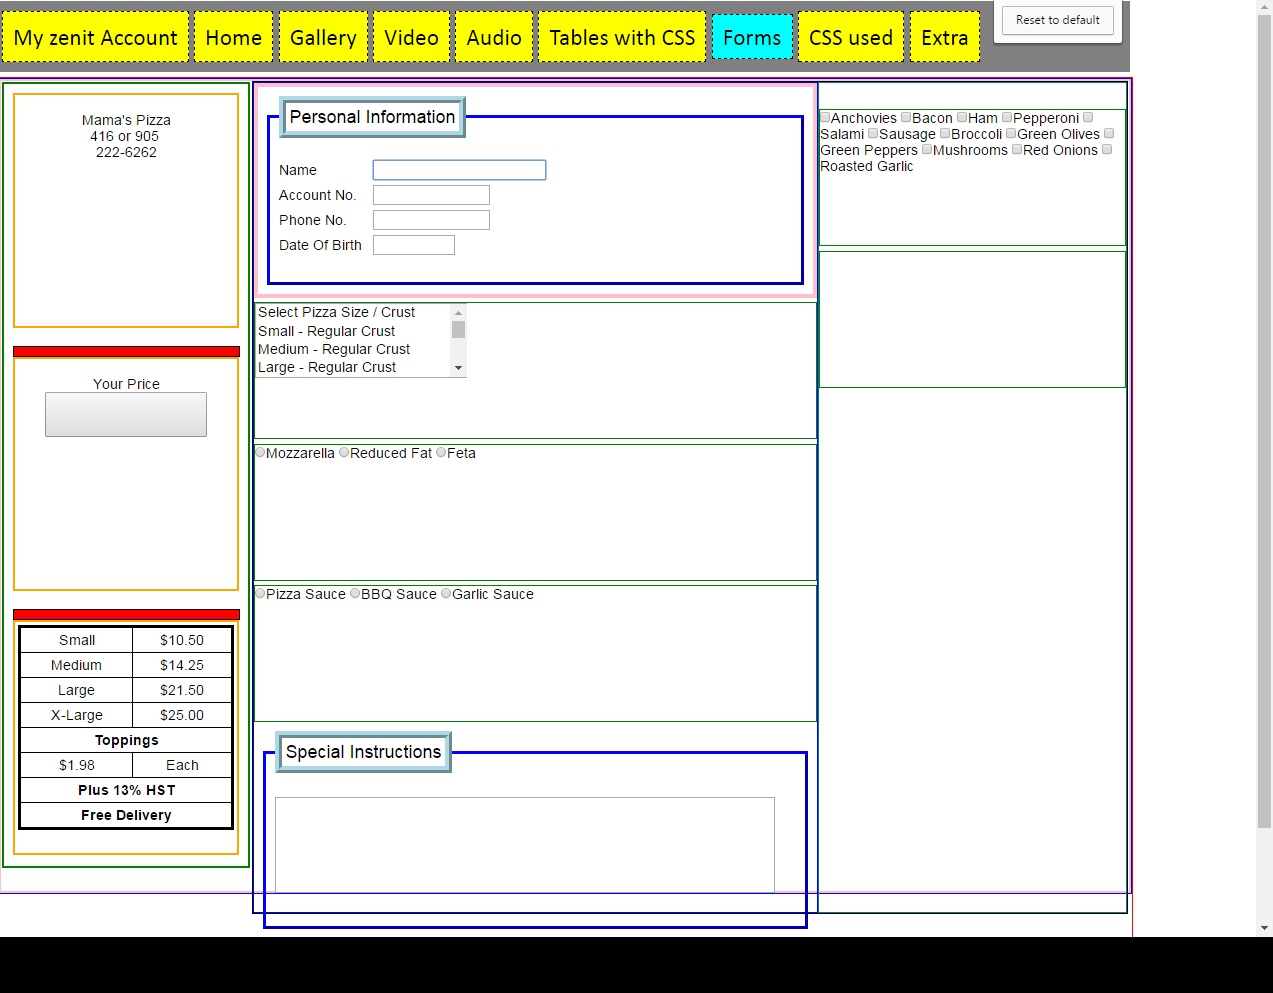 My zenit Account Home Gallery Video Audio Tables with CSS Forms CSS used Extra
Reset to default
Mama's Pizza
416 or 905
222-6262
Your Price
Small $10.50
Medium $14.25
Large $21.50
X-Large $25.00
Toppings
$1.98 Each
Plus 13% HST
Free Delivery
Personal Information
Name
Account No.
Phone No.
Date Of Birth
Select Pizza Size / Crust
Small - Regular Crust
Medium - Regular Crust
Large - Regular Crust
Mozzarella Reduced Fat Feta
Pizza Sauce BBQ Sauce Garlic Sauce
Special Instructions
Anchovies Bacon Ham Pepperoni
Salami Sausage Broccoli Green Olives
Green Peppers Mushrooms Red Onions
Roasted Garlic